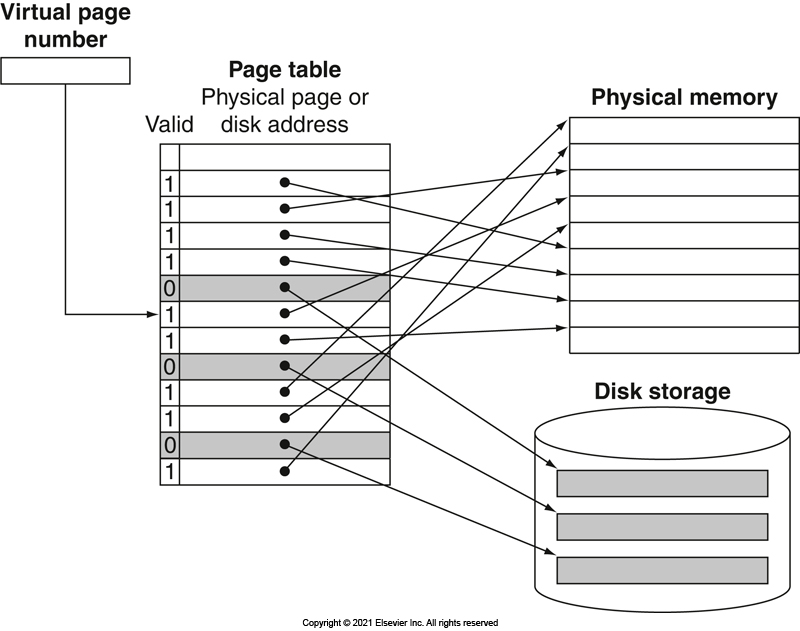 Virtual page
number
Page table
Physical page or
Valid disk address
Physical memory
1
1
1
1
0
1
1
0
1
1
0
1
Disk storage
Copyright © 2021 Elsevier Inc. All rights reserved